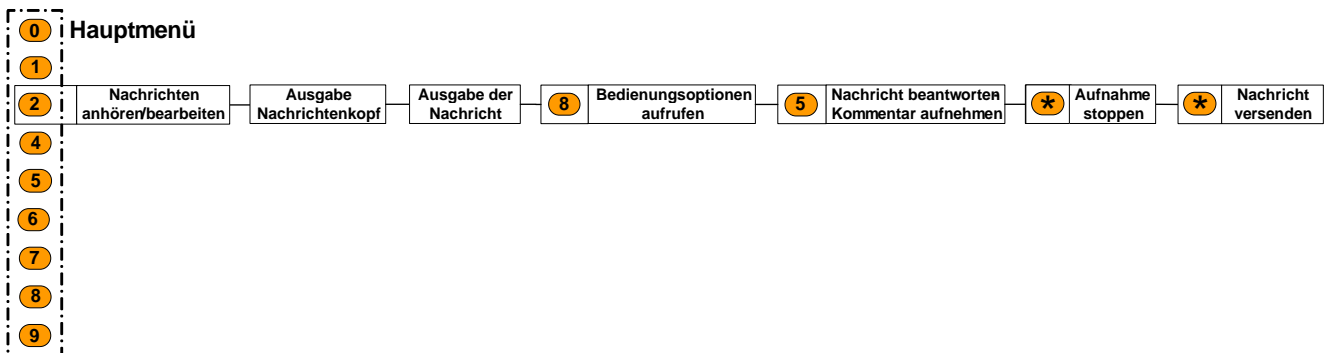 0 Hauptmenü
1
2 Nachrichten anhören/bearbeiten
Ausgabe Nachrichtenkopf
Ausgabe der Nachricht
8 Bedienungsoptionen aufrufen
5 Nachricht beantworten- Kommentar aufnehmen
* Aufnahme stoppen
* Nachricht versenden
4
5
6
7
8
9